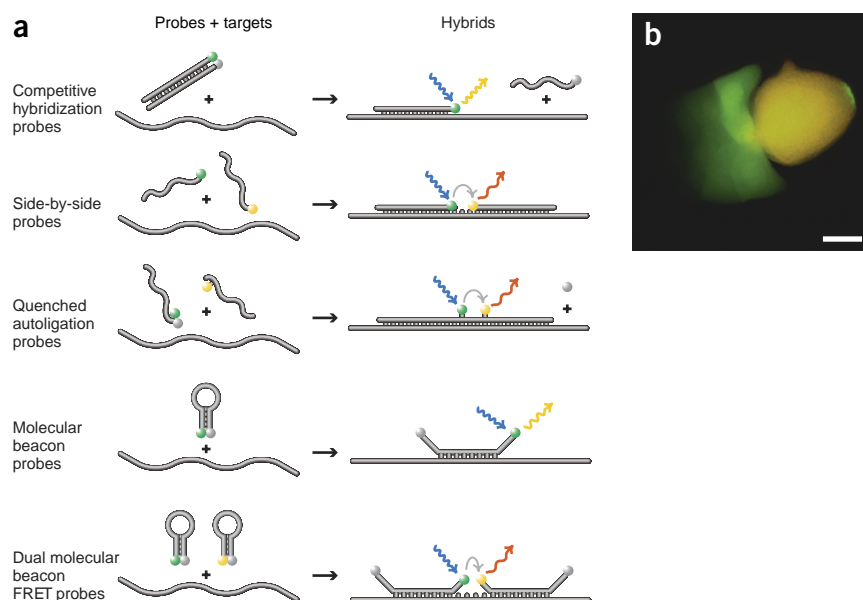 a
Probes + targets
Hybrids
Competitive
hybridization
probes
+
+
Side-by-side
probes
+
Quenched
autoligation
probes
+
+
Molecular
beacon
probes
+
Dual molecular
beacon
FRET probes
+
b